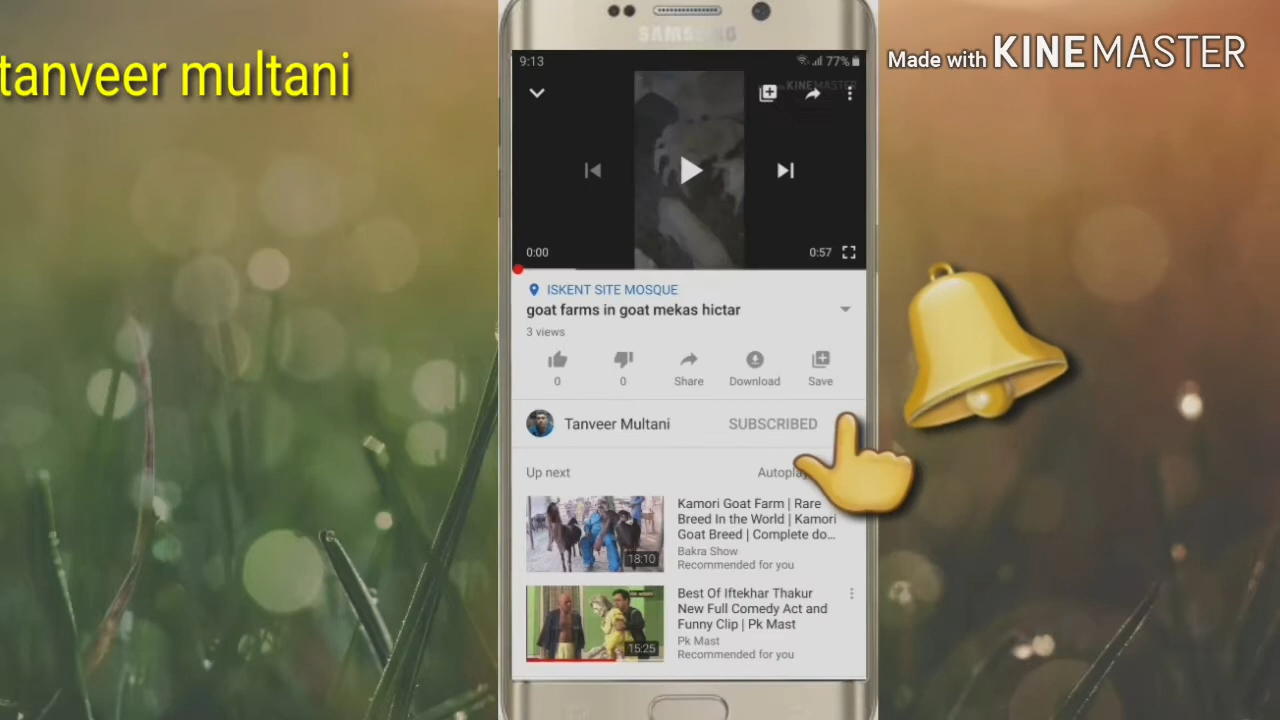 tanveer multani
Made with KINEMASTER
SAMSUNG
9:13
77%
KINEMASTER
0:00
0:57
ISKENT SITE MOSQUE
goat farms in goat mekas hictar
3 views
0
0
Share
Download
Save
Tanveer Multani
SUBSCRIBED
Up next
Autoplay
Kamori Goat Farm | Rare
Breed In the World | Kamori
Goat Breed | Complete do...
Bakra Show
Recommended for you
18:10
Best Of Iftekhar Thakur
New Full Comedy Act and
Funny Clip | Pk Mast
Pk Mast
Recommended for you
15:25